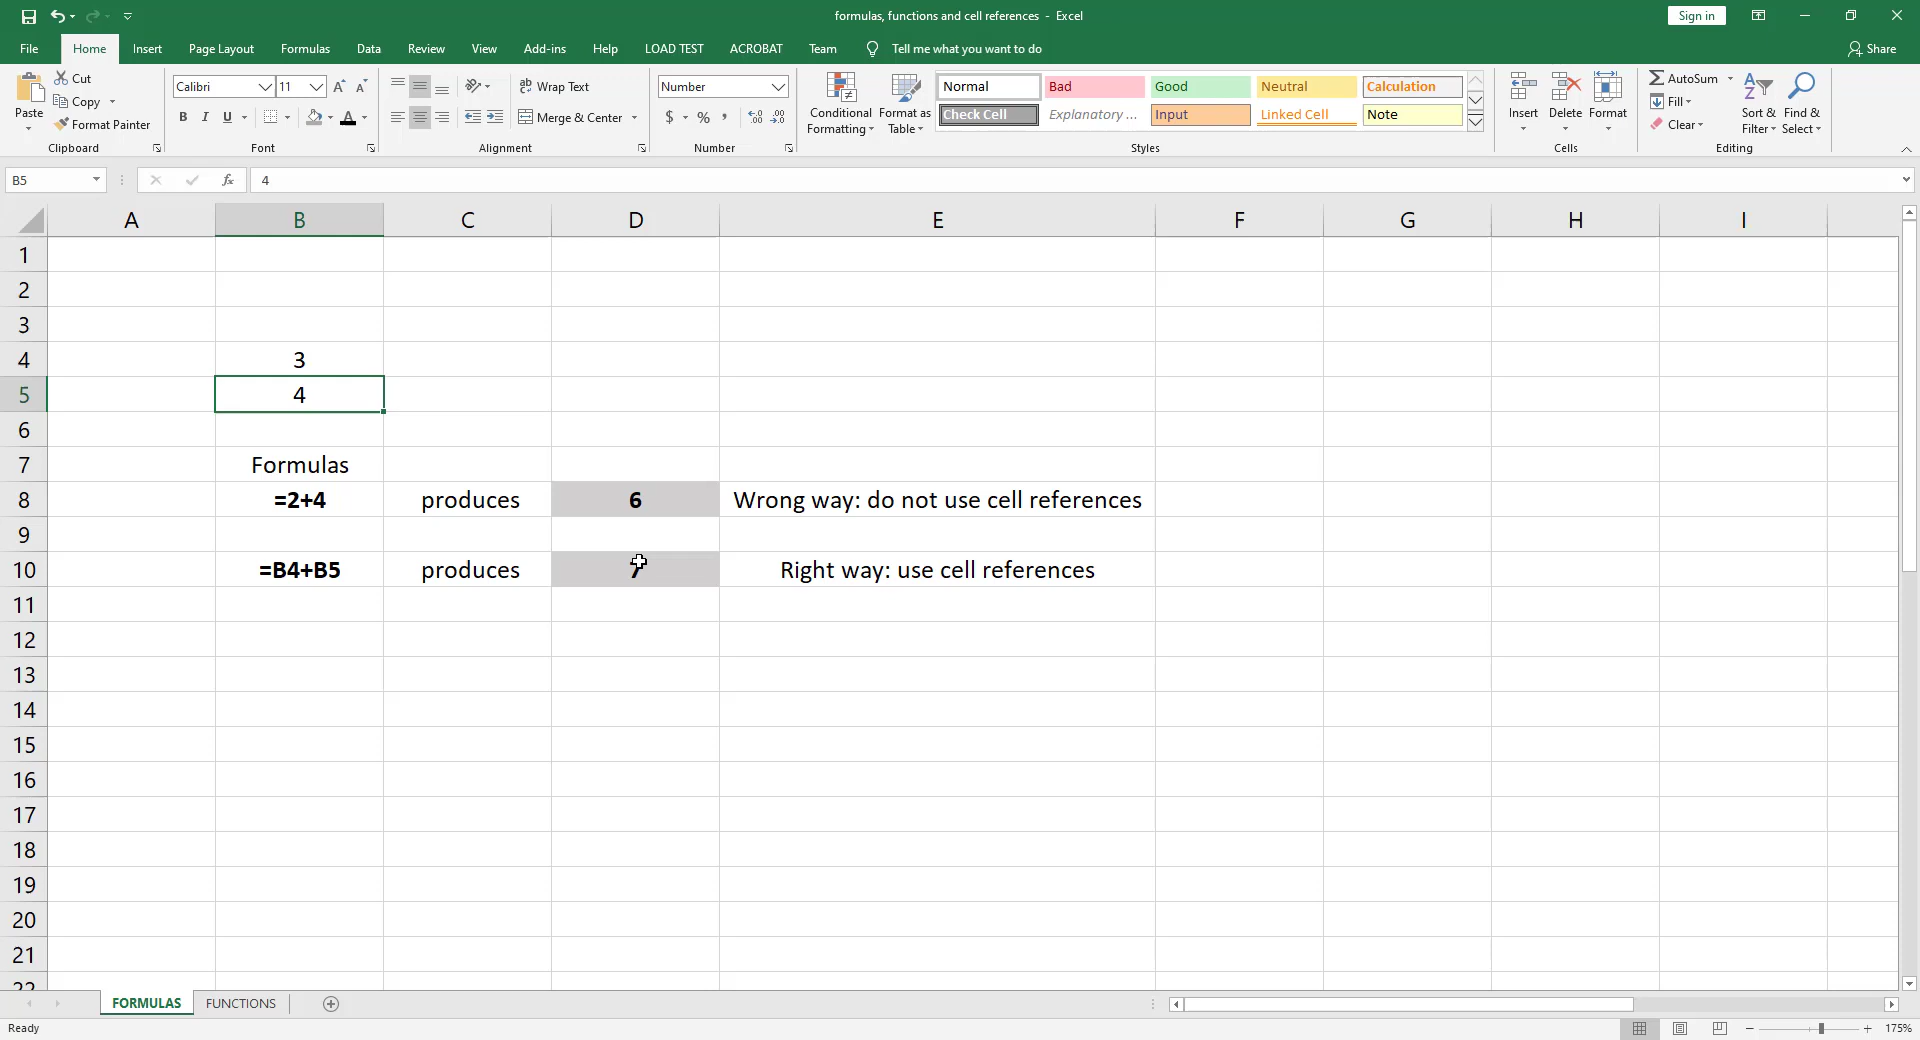 formulas, functions and cell references - Excel
Sign in
File Home Insert Page Layout Formulas Data Review View Add-ins Help LOAD TEST ACROBAT Team Tell me what you want to do Share
Paste
Cut
Copy
Format Painter
Clipboard
Calibri 11
A A
B I U A
Font
ab Wrap Text
Merge & Center
Alignment
Number
$ % ,
Number
Conditional Formatting
Format as Table
Normal Bad Good Neutral Calculation
Check Cell Explanatory ... Input Linked Cell Note
Styles
Insert Delete Format
Cells
AutoSum
Fill
Clear
Sort & Filter
Find & Select
Editing
B5 fx 4
A B C D E F G H I
1
2
3
4 3
5 4
6
7 Formulas
8 =2+4 produces 6 Wrong way: do not use cell references
9
10 =B4+B5 produces 7 Right way: use cell references
11
12
13
14
15
16
17
18
19
20
21
22
FORMULAS FUNCTIONS
Ready 175%